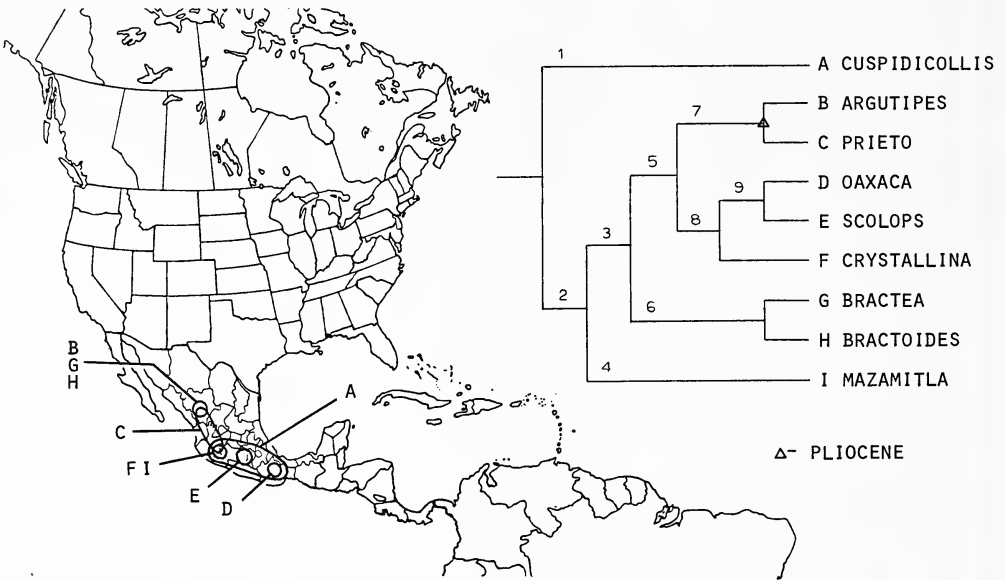 1
A CUSPIDICOLLIS
7
B ARGUTIPES
C PRIETO
5
9
D OAXACA
8
E SCOLOPS
3
F CRYSTALLINA
2
6
G BRACTEA
H BRACTOIDES
4
I MAZAMITLA
Δ- PLIOCENE
B
G
H
A
C
F I
E
D